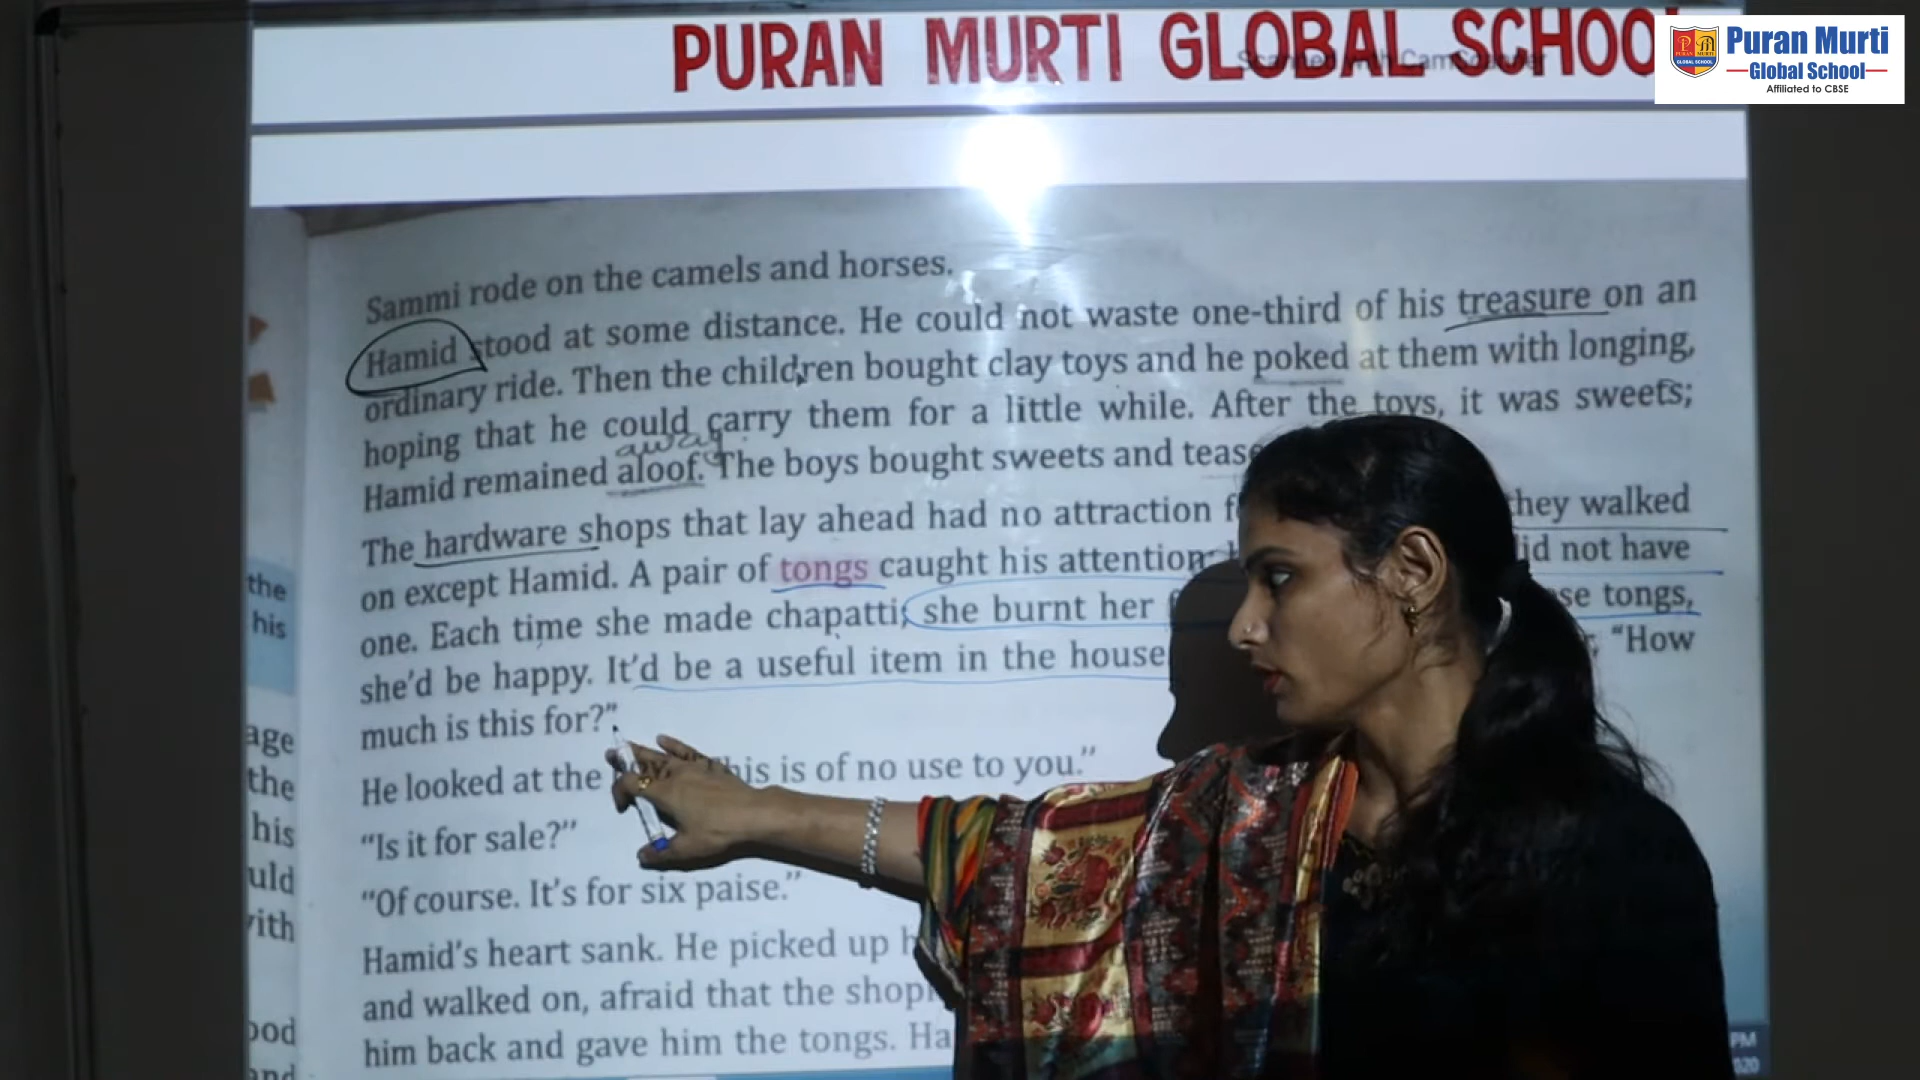 PURAN MURTI GLOBAL SCHOOL
Scanned with CamScanner
Puran Murti
Global School
Affiliated to CBSE
Sammi rode on the camels and horses.
Hamid stood at some distance. He could not waste one-third of his treasure on an
ordinary ride. Then the children bought clay toys and he poked at them with longing,
hoping that he could carry them for a little while. After the toys, it was sweets;
away
Hamid remained aloof. The boys bought sweets and tease
The hardware shops that lay ahead had no attraction f they walked
on except Hamid. A pair of tongs caught his attention. id not have
one. Each time she made chapatti, she burnt her se tongs,
she'd be happy. It'd be a useful item in the house "How
much is this for?"
He looked at the his is of no use to you."
"Is it for sale?"
"Of course. It's for six paise."
Hamid's heart sank. He picked up h
and walked on, afraid that the shop
him back and gave him the tongs. Ha
the
his
age
the
his
uld
with
ood
and
PM
020